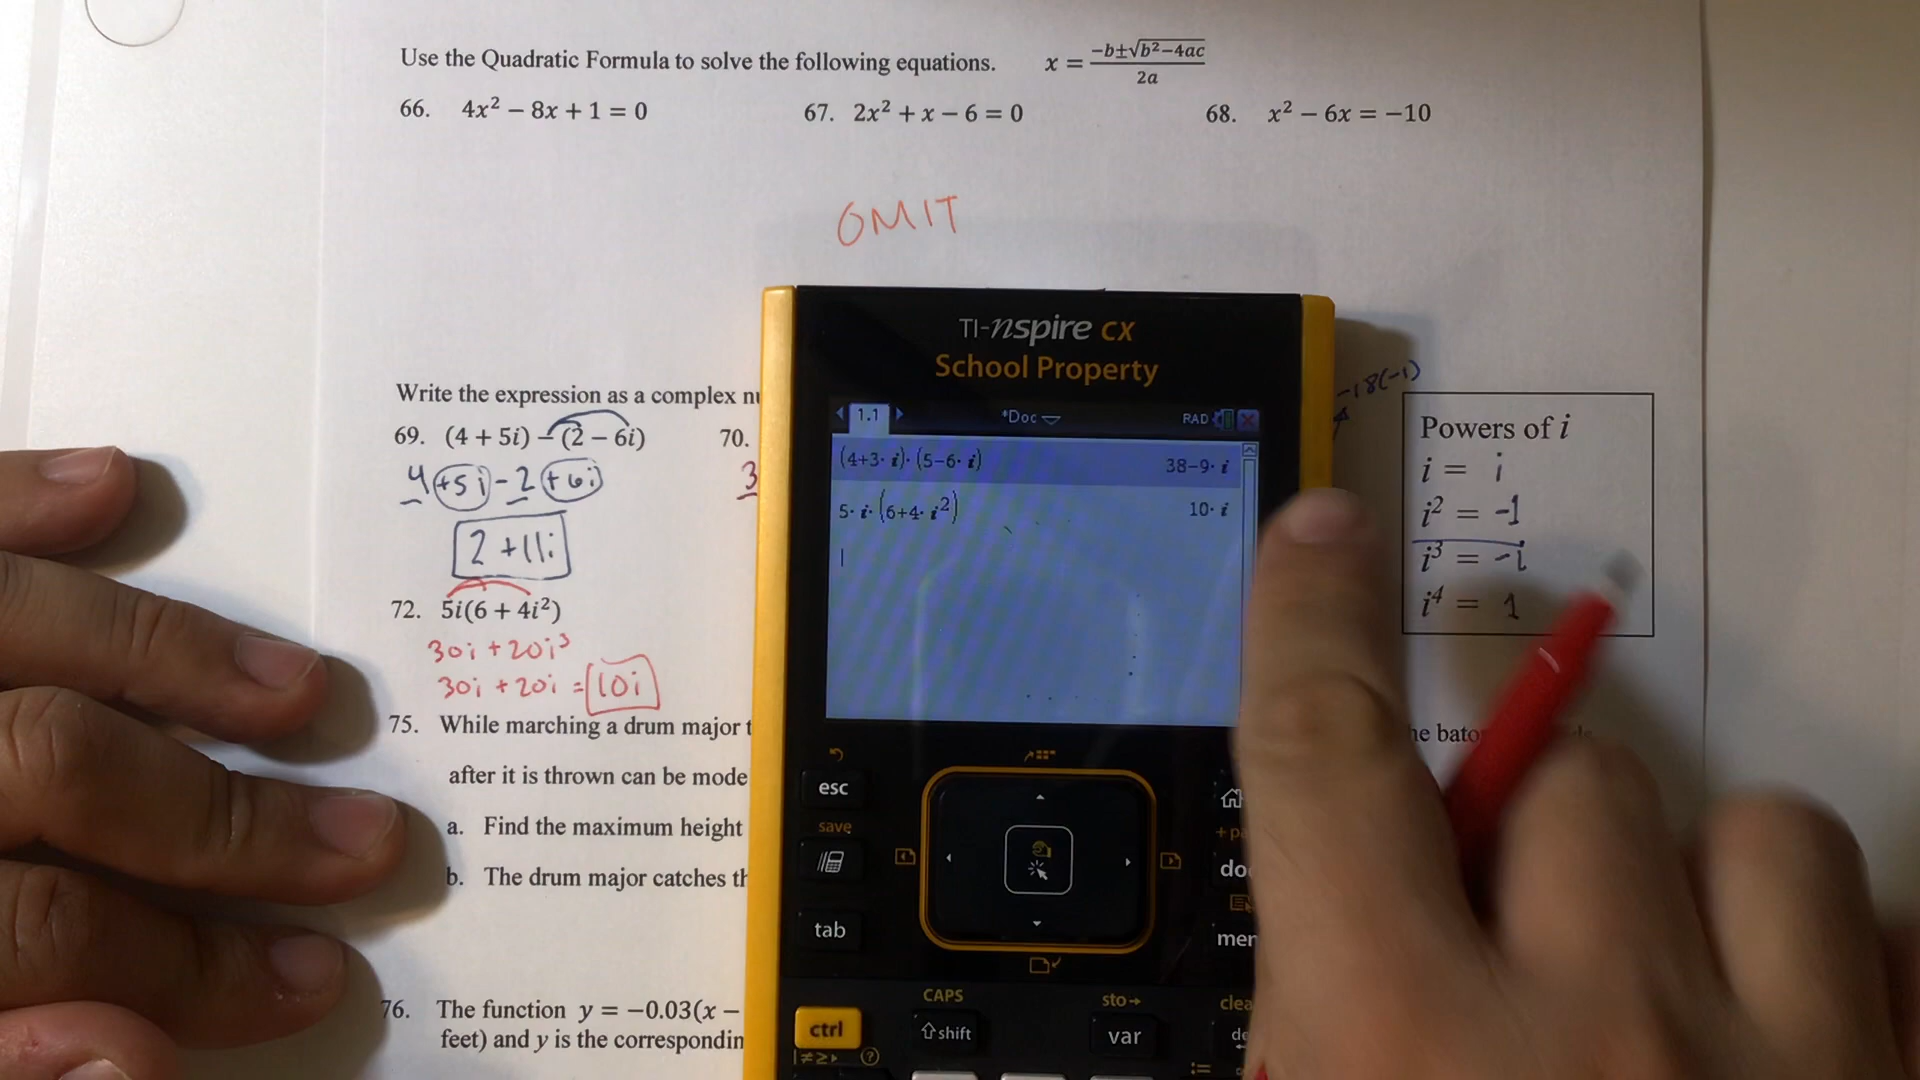 Use the Quadratic Formula to solve the following equations. x = −b±√b²−4ac / 2a
66. 4x² − 8x + 1 = 0 67. 2x² + x − 6 = 0 68. x² − 6x = −10
OMIT
TI-nspire CX
School Property
Write the expression as a complex
69. (4 + 5i) − (2 − 6i) 70.
4 +5i - 2 +6i 3
2 + 11i
72. 5i(6 + 4i²)
30i + 20i³
30i + 20i = 10i
1.1 *Doc RAD
(4+3·i)·(5−6·i) 38−9·i
5·i·(6+4·i²) 10·i
-18(-1)
Powers of i
i = i
i² = -1
i³ = -i
i⁴ = 1
75. While marching a drum major
after it is thrown can be mode
a. Find the maximum height
b. The drum major catches
76. The function y = −0.03(x −
feet) and y is the correspondin
esc
save
tab
CAPS
sto→
ctrl
shift
var